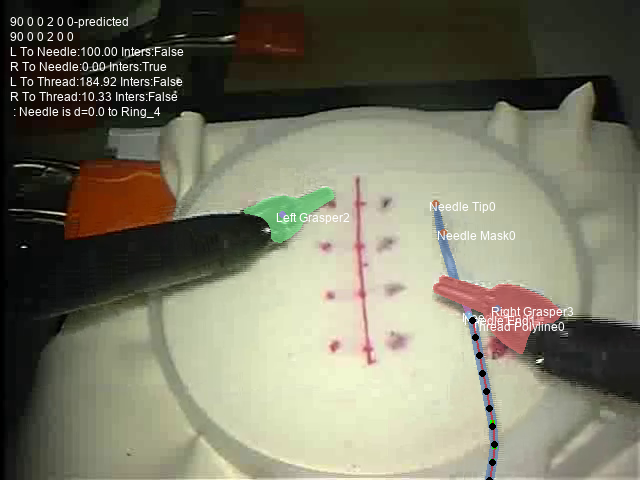 90 0 0 2 0 0-predicted
90 0 0 2 0 0
L To Needle:100.00 Inters:False
R To Needle:0.00 Inters:True
L To Thread:184.92 Inters:False
R To Thread:10.33 Inters:False
: Needle is d=0.0 to Ring_4
Needle Tip0
Left Grasper2
Needle Mask0
Right Grasper3
Needle End1
Thread Polyline0